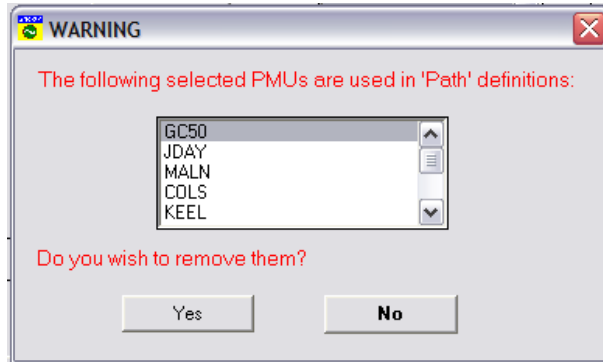 WARNING
The following selected PMUs are used in 'Path' definitions:
GC50
JDAY
MALN
COLS
KEEL
Do you wish to remove them?
Yes No